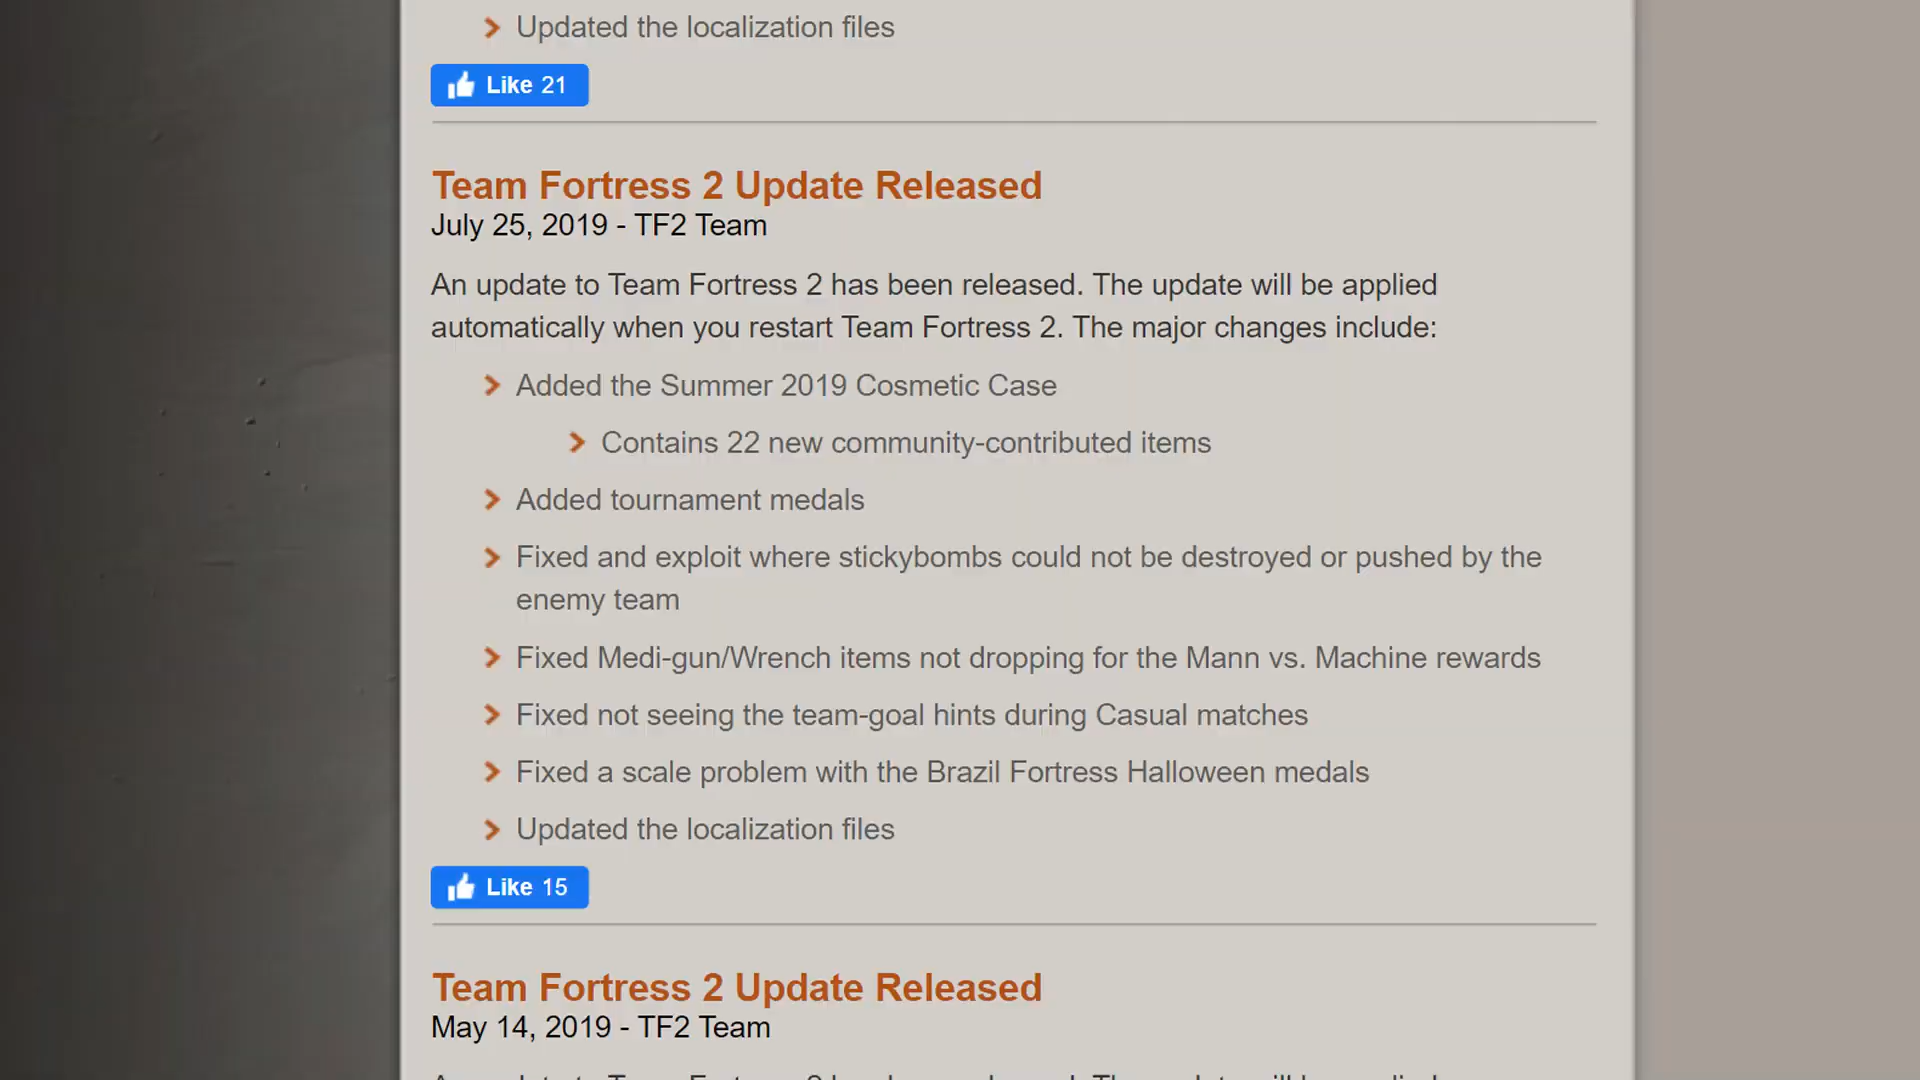 Updated the localization files
Like 21
Team Fortress 2 Update Released
July 25, 2019 - TF2 Team
An update to Team Fortress 2 has been released. The update will be applied
automatically when you restart Team Fortress 2. The major changes include:
Added the Summer 2019 Cosmetic Case
Contains 22 new community-contributed items
Added tournament medals
Fixed and exploit where stickybombs could not be destroyed or pushed by the
enemy team
Fixed Medi-gun/Wrench items not dropping for the Mann vs. Machine rewards
Fixed not seeing the team-goal hints during Casual matches
Fixed a scale problem with the Brazil Fortress Halloween medals
Updated the localization files
Like 15
Team Fortress 2 Update Released
May 14, 2019 - TF2 Team